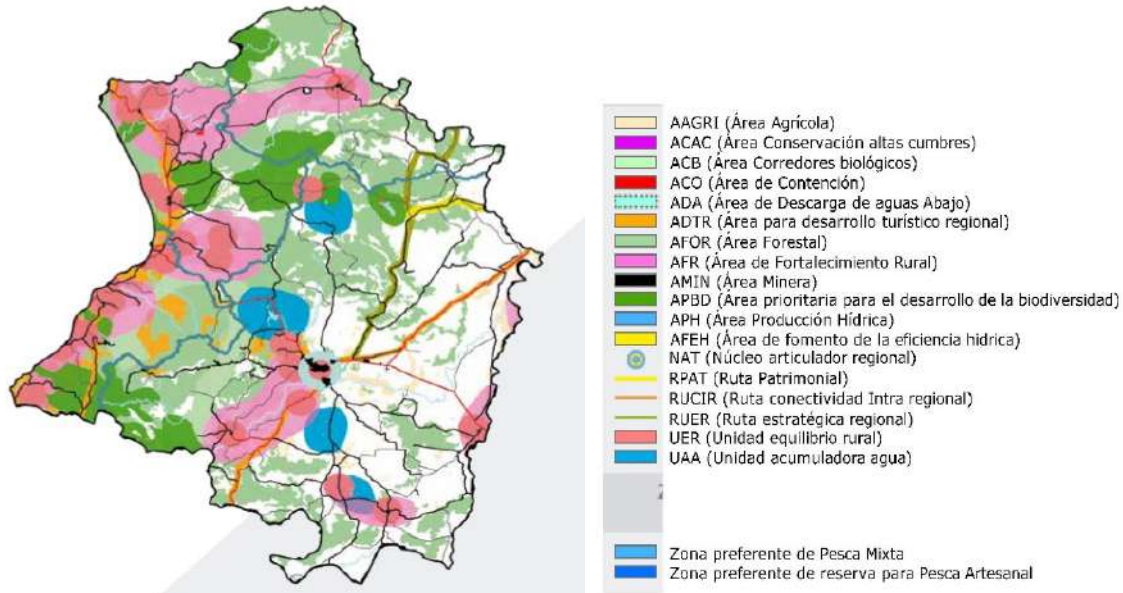 AAGRI (Área Agrícola)
ACAC (Área Conservación altas cumbres)
ACB (Área Corredores biológicos)
ACO (Área de Contención)
ADA (Área de Descarga de aguas Abajo)
ADTR (Área para desarrollo turístico regional)
AFOR (Área Forestal)
AFR (Área de Fortalecimiento Rural)
AMIN (Área Minera)
APBD (Área prioritaria para el desarrollo de la biodiversidad)
APH (Área Producción Hídrica)
AFEH (Área de fomento de la eficiencia hidrica)
NAT (Núcleo articulador regional)
RPAT (Ruta Patrimonial)
RUCIR (Ruta conectividad Intra regional)
RUER (Ruta estratégica regional)
UER (Unidad equilibrio rural)
UAA (Unidad acumuladora agua)
Zona preferente de Pesca Mixta
Zona preferente de reserva para Pesca Artesanal